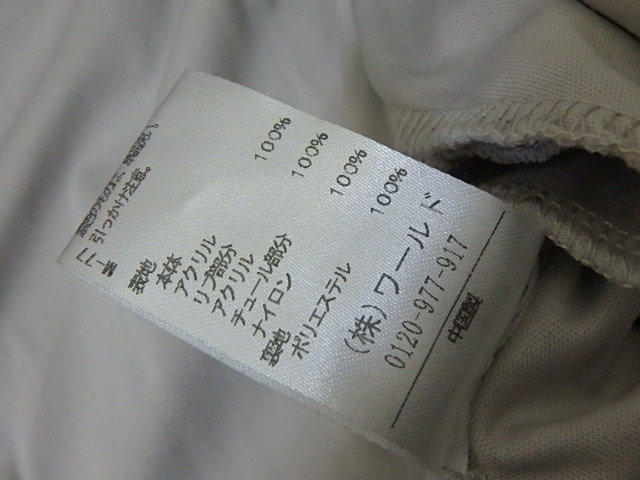 引っかけ注意。
表地
本体
アクリル 100%
リブ部分
アクリル 100%
チュール部分
ナイロン 100%
裏地
ポリエステル 100%
(株)ワールド
0120-977-917
中国製